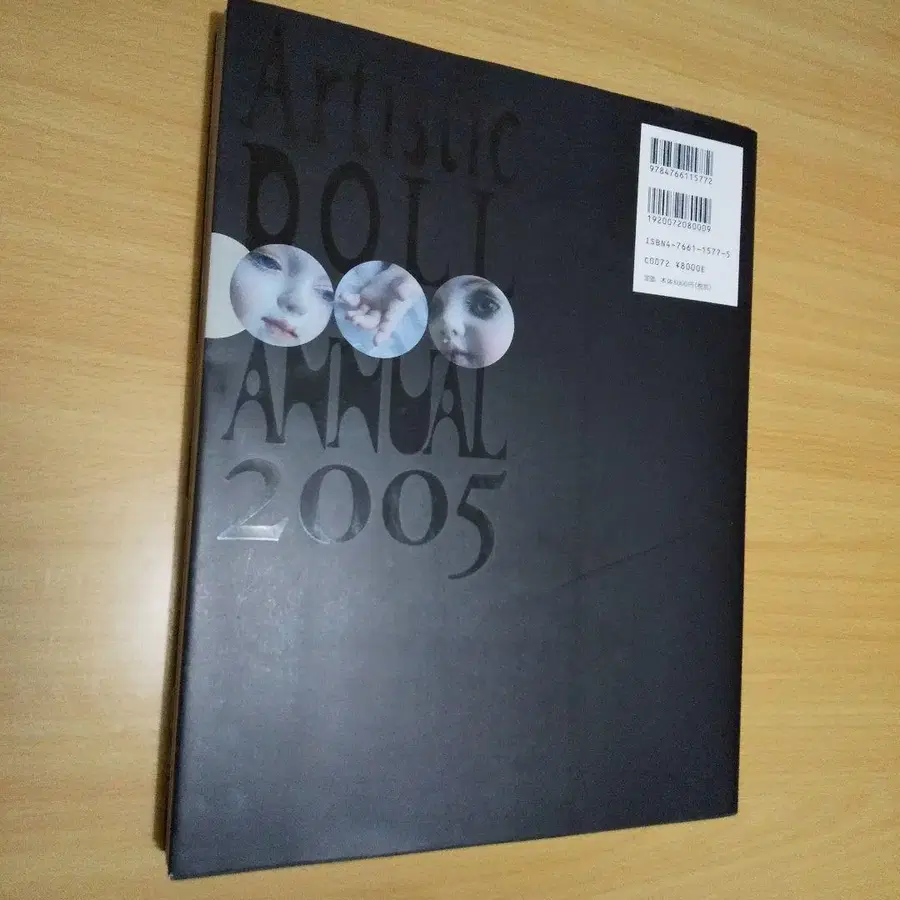 Artistic
DOLL
ANNUAL
2005
9784766115772
1920072080009
ISBN4-7661-1577-5
C0072 ¥8000E